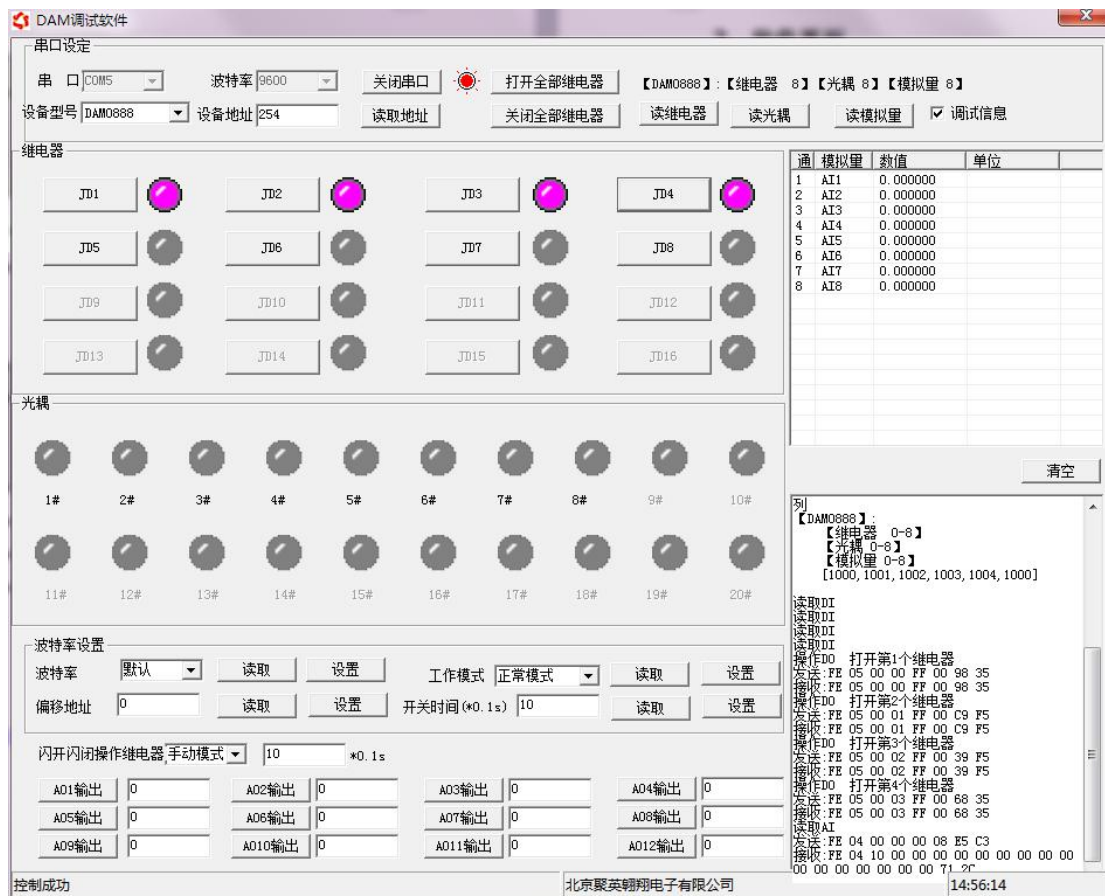 DAM调试软件
串口设定
串 口 COM5 波特率 9600 关闭串口 打开全部继电器 【DAM0888】:【继电器 8】【光耦 8】【模拟量 8】
设备型号 DAM0888 设备地址 254 读取地址 关闭全部继电器 读继电器 读光耦 读模拟量 调试信息
继电器
JD1 JD2 JD3 JD4
JD5 JD6 JD7 JD8
JD9 JD10 JD11 JD12
JD13 JD14 JD15 JD16
通 模拟量 数值 单位
1 AI1 0.000000
2 AI2 0.000000
3 AI3 0.000000
4 AI4 0.000000
5 AI5 0.000000
6 AI6 0.000000
7 AI7 0.000000
8 AI8 0.000000
光耦
1# 2# 3# 4# 5# 6# 7# 8# 9# 10#
11# 12# 13# 14# 15# 16# 17# 18# 19# 20#
清空
列
【DAM0888】:
【继电器 0-8】
【光耦 0-8】
【模拟量 0-8】
[1000,1001,1002,1003,1004,1000]
读取DI
读取DI
读取DI
读取DI
操作DO 打开第1个继电器
发送:FE 05 00 00 FF 00 98 35
接收:FE 05 00 00 FF 00 98 35
操作DO 打开第2个继电器
发送:FE 05 00 01 FF 00 C9 F5
接收:FE 05 00 01 FF 00 C9 F5
操作DO 打开第3个继电器
发送:FE 05 00 02 FF 00 39 F5
接收:FE 05 00 02 FF 00 39 F5
操作DO 打开第4个继电器
发送:FE 05 00 03 FF 00 68 35
接收:FE 05 00 03 FF 00 68 35
读取AI
发送:FE 04 00 00 00 08 E5 C3
接收:FE 04 10 00 00 00 00 00 00 00 00 00
00 00 00 00 00 00 00 71 2C
波特率设置
波特率 默认 读取 设置 工作模式 正常模式 读取 设置
偏移地址 0 读取 设置 开关时间(*0.1s) 10 读取 设置
闪开闪闭操作继电器 手动模式 10 *0.1s
AO1输出 0 AO2输出 0 AO3输出 0 AO4输出 0
AO5输出 0 AO6输出 0 AO7输出 0 AO8输出 0
AO9输出 0 AO10输出 0 AO11输出 0 AO12输出 0
控制成功 北京聚英翱翔电子有限公司 14:56:14